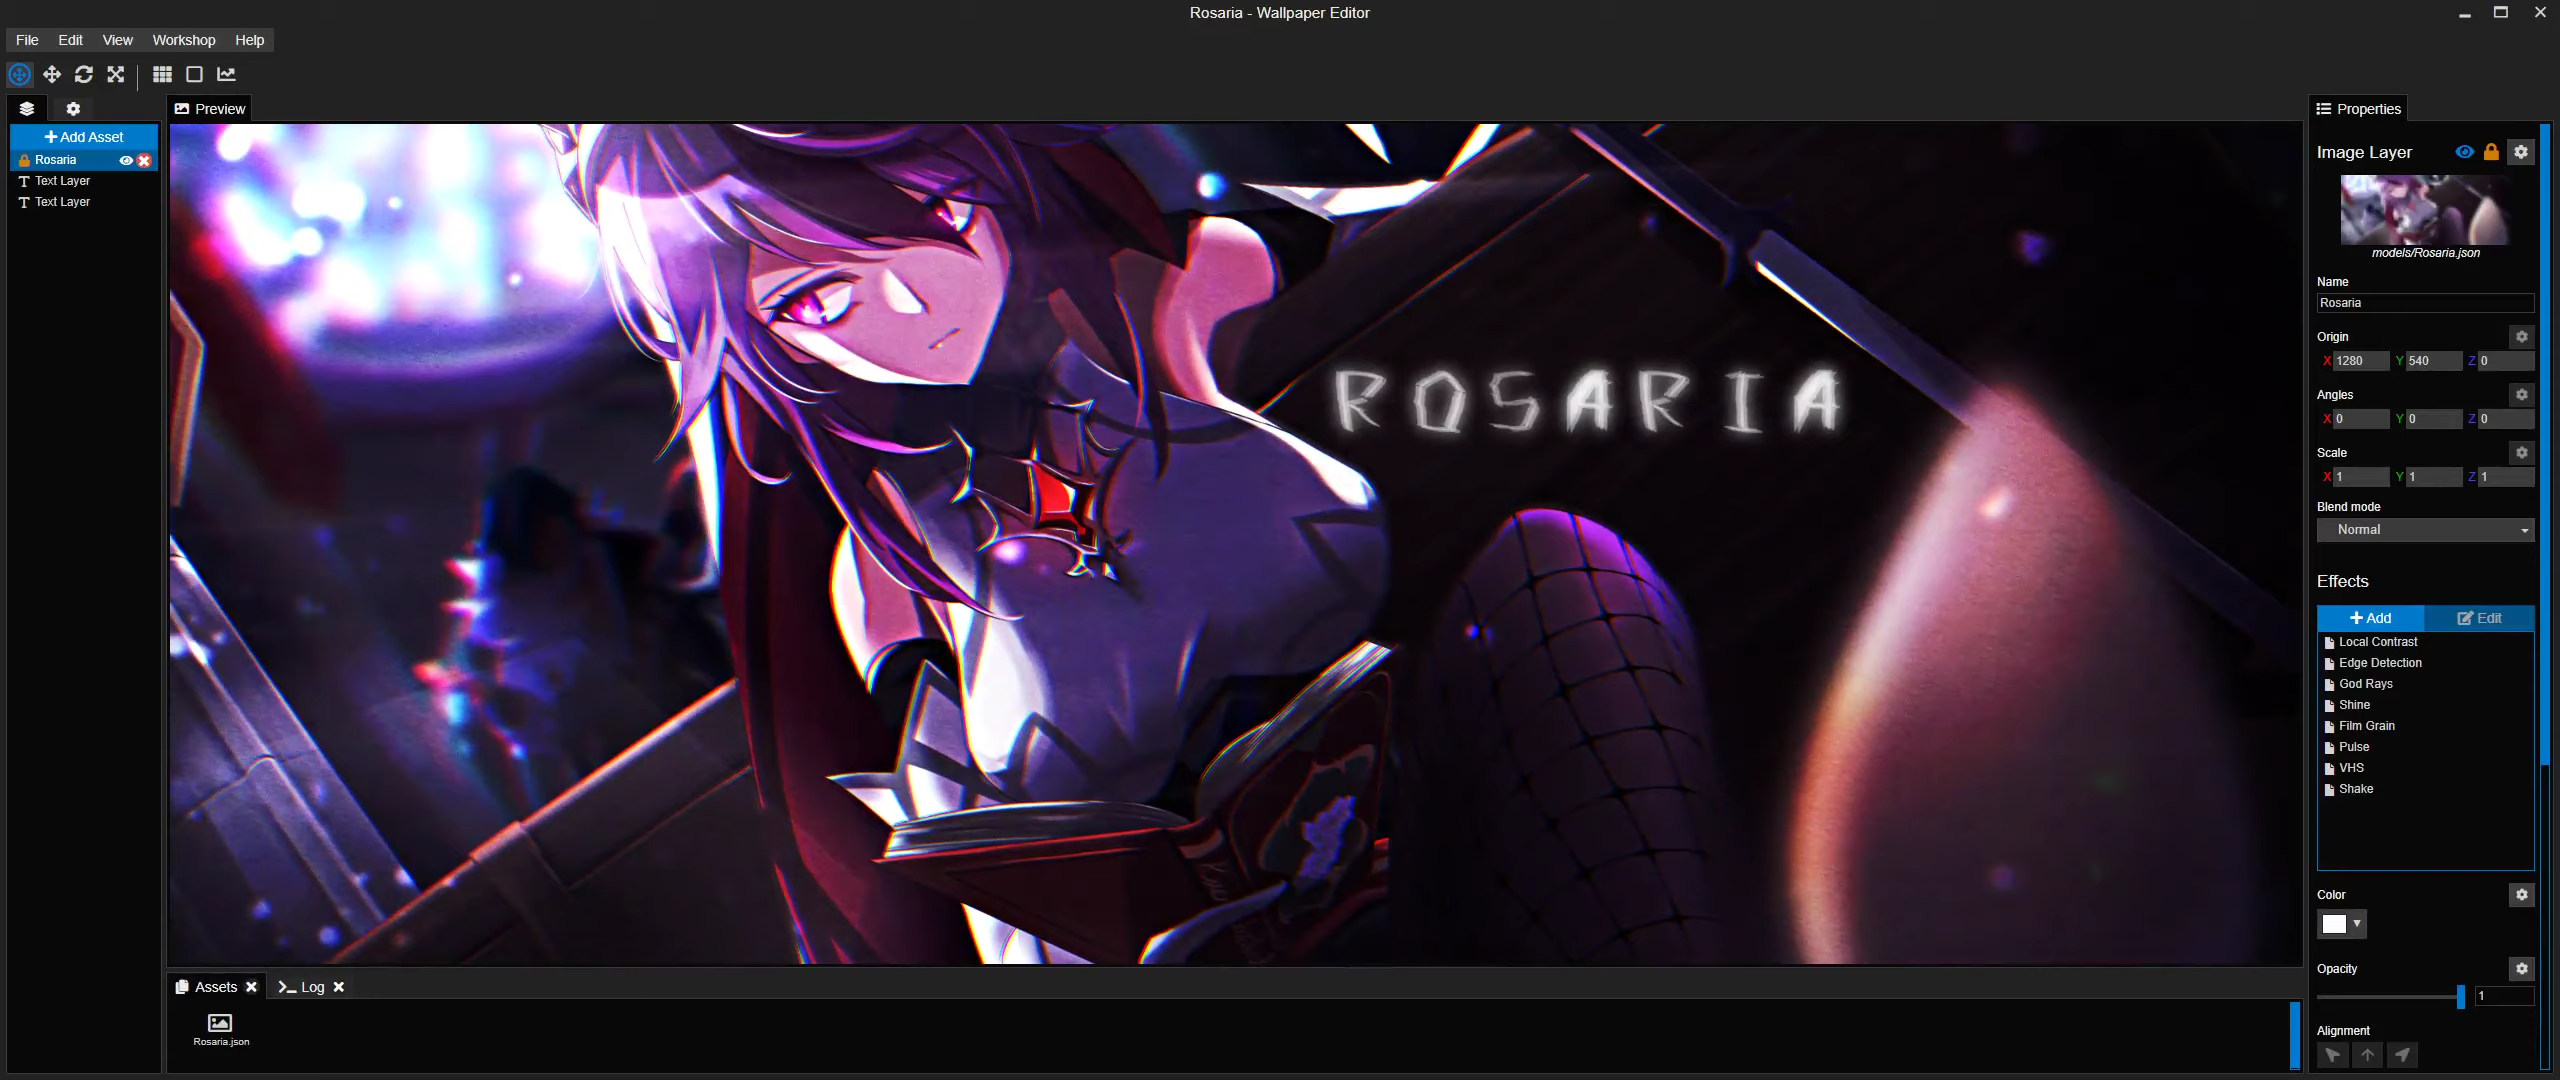 Rosaria - Wallpaper Editor
File Edit View Workshop Help
Preview
Properties
Add Asset
Rosaria
Text Layer
Text Layer
ROSARIA
Image Layer
models/Rosaria.json
Name
Rosaria
Origin
X 1280 Y 540 Z 0
Angles
X 0 Y 0 Z 0
Scale
X 1 Y 1 Z 1
Blend mode
Normal
Effects
Add Edit
Local Contrast
Edge Detection
God Rays
Shine
Film Grain
Pulse
VHS
Shake
Color
Opacity
1
Alignment
Assets Log
Rosaria.json